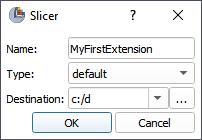 Slicer ? ×
Name: MyFirstExtension
Type: default
Destination: c:/d ...
OK Cancel